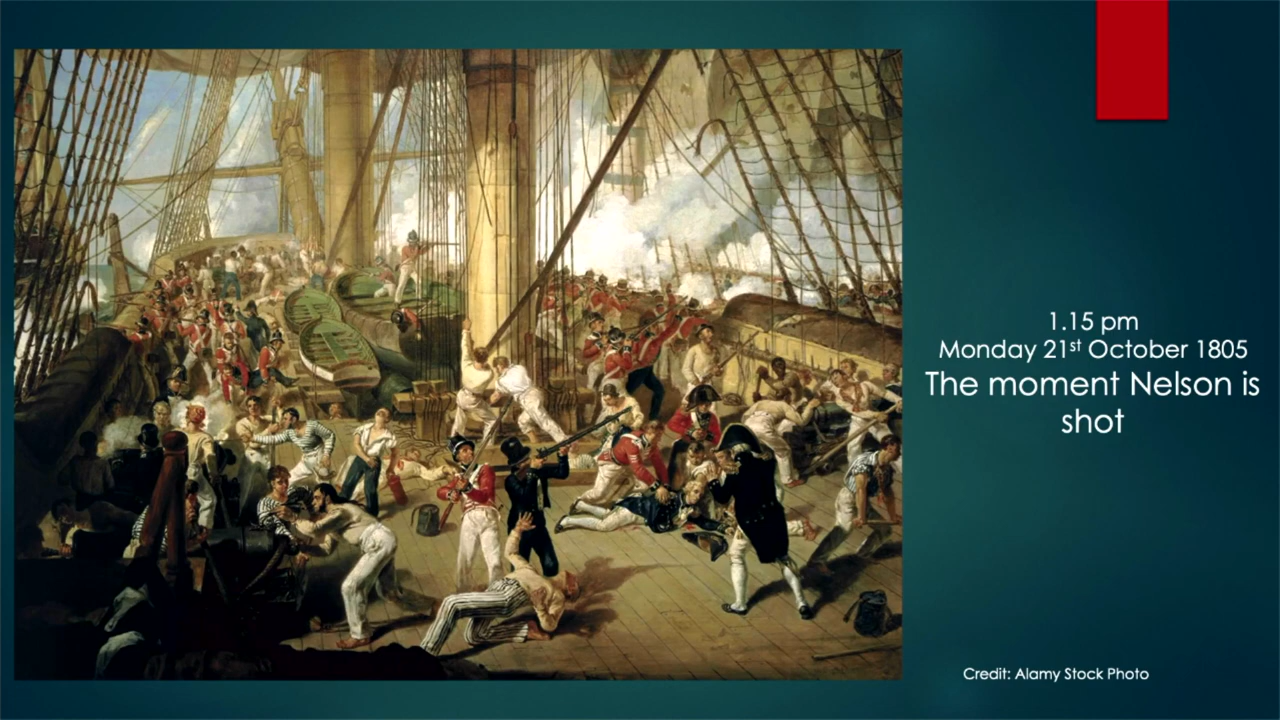 1.15 pm
Monday 21st October 1805
The moment Nelson is
shot
Credit: Alamy Stock Photo